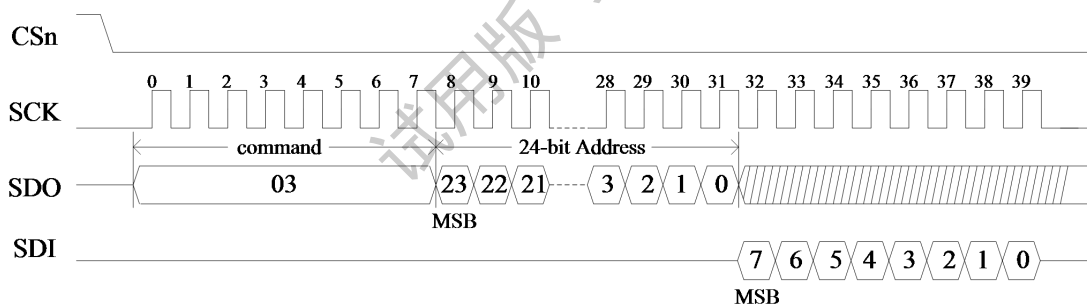 试用版
CSn
0 1 2 3 4 5 6 7 8 9 10 28 29 30 31 32 33 34 35 36 37 38 39
SCK
command 24-bit Address
SDO 03 23 22 21 3 2 1 0
MSB
SDI 7 6 5 4 3 2 1 0
MSB